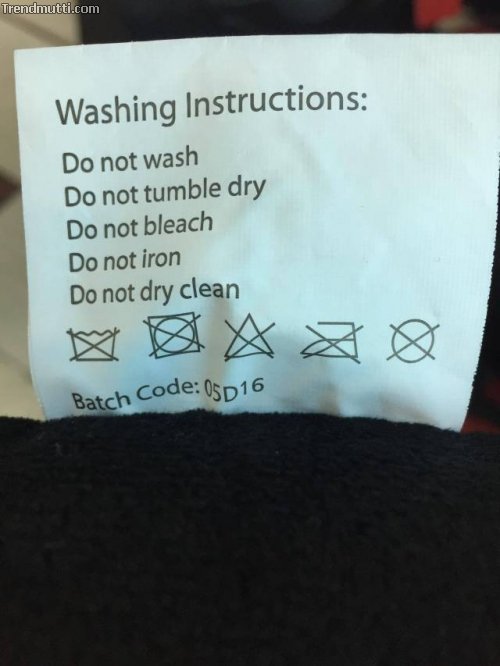 Trendmutti.com
Washing Instructions:
Do not wash
Do not tumble dry
Do not bleach
Do not iron
Do not dry clean
Batch Code: 05D16